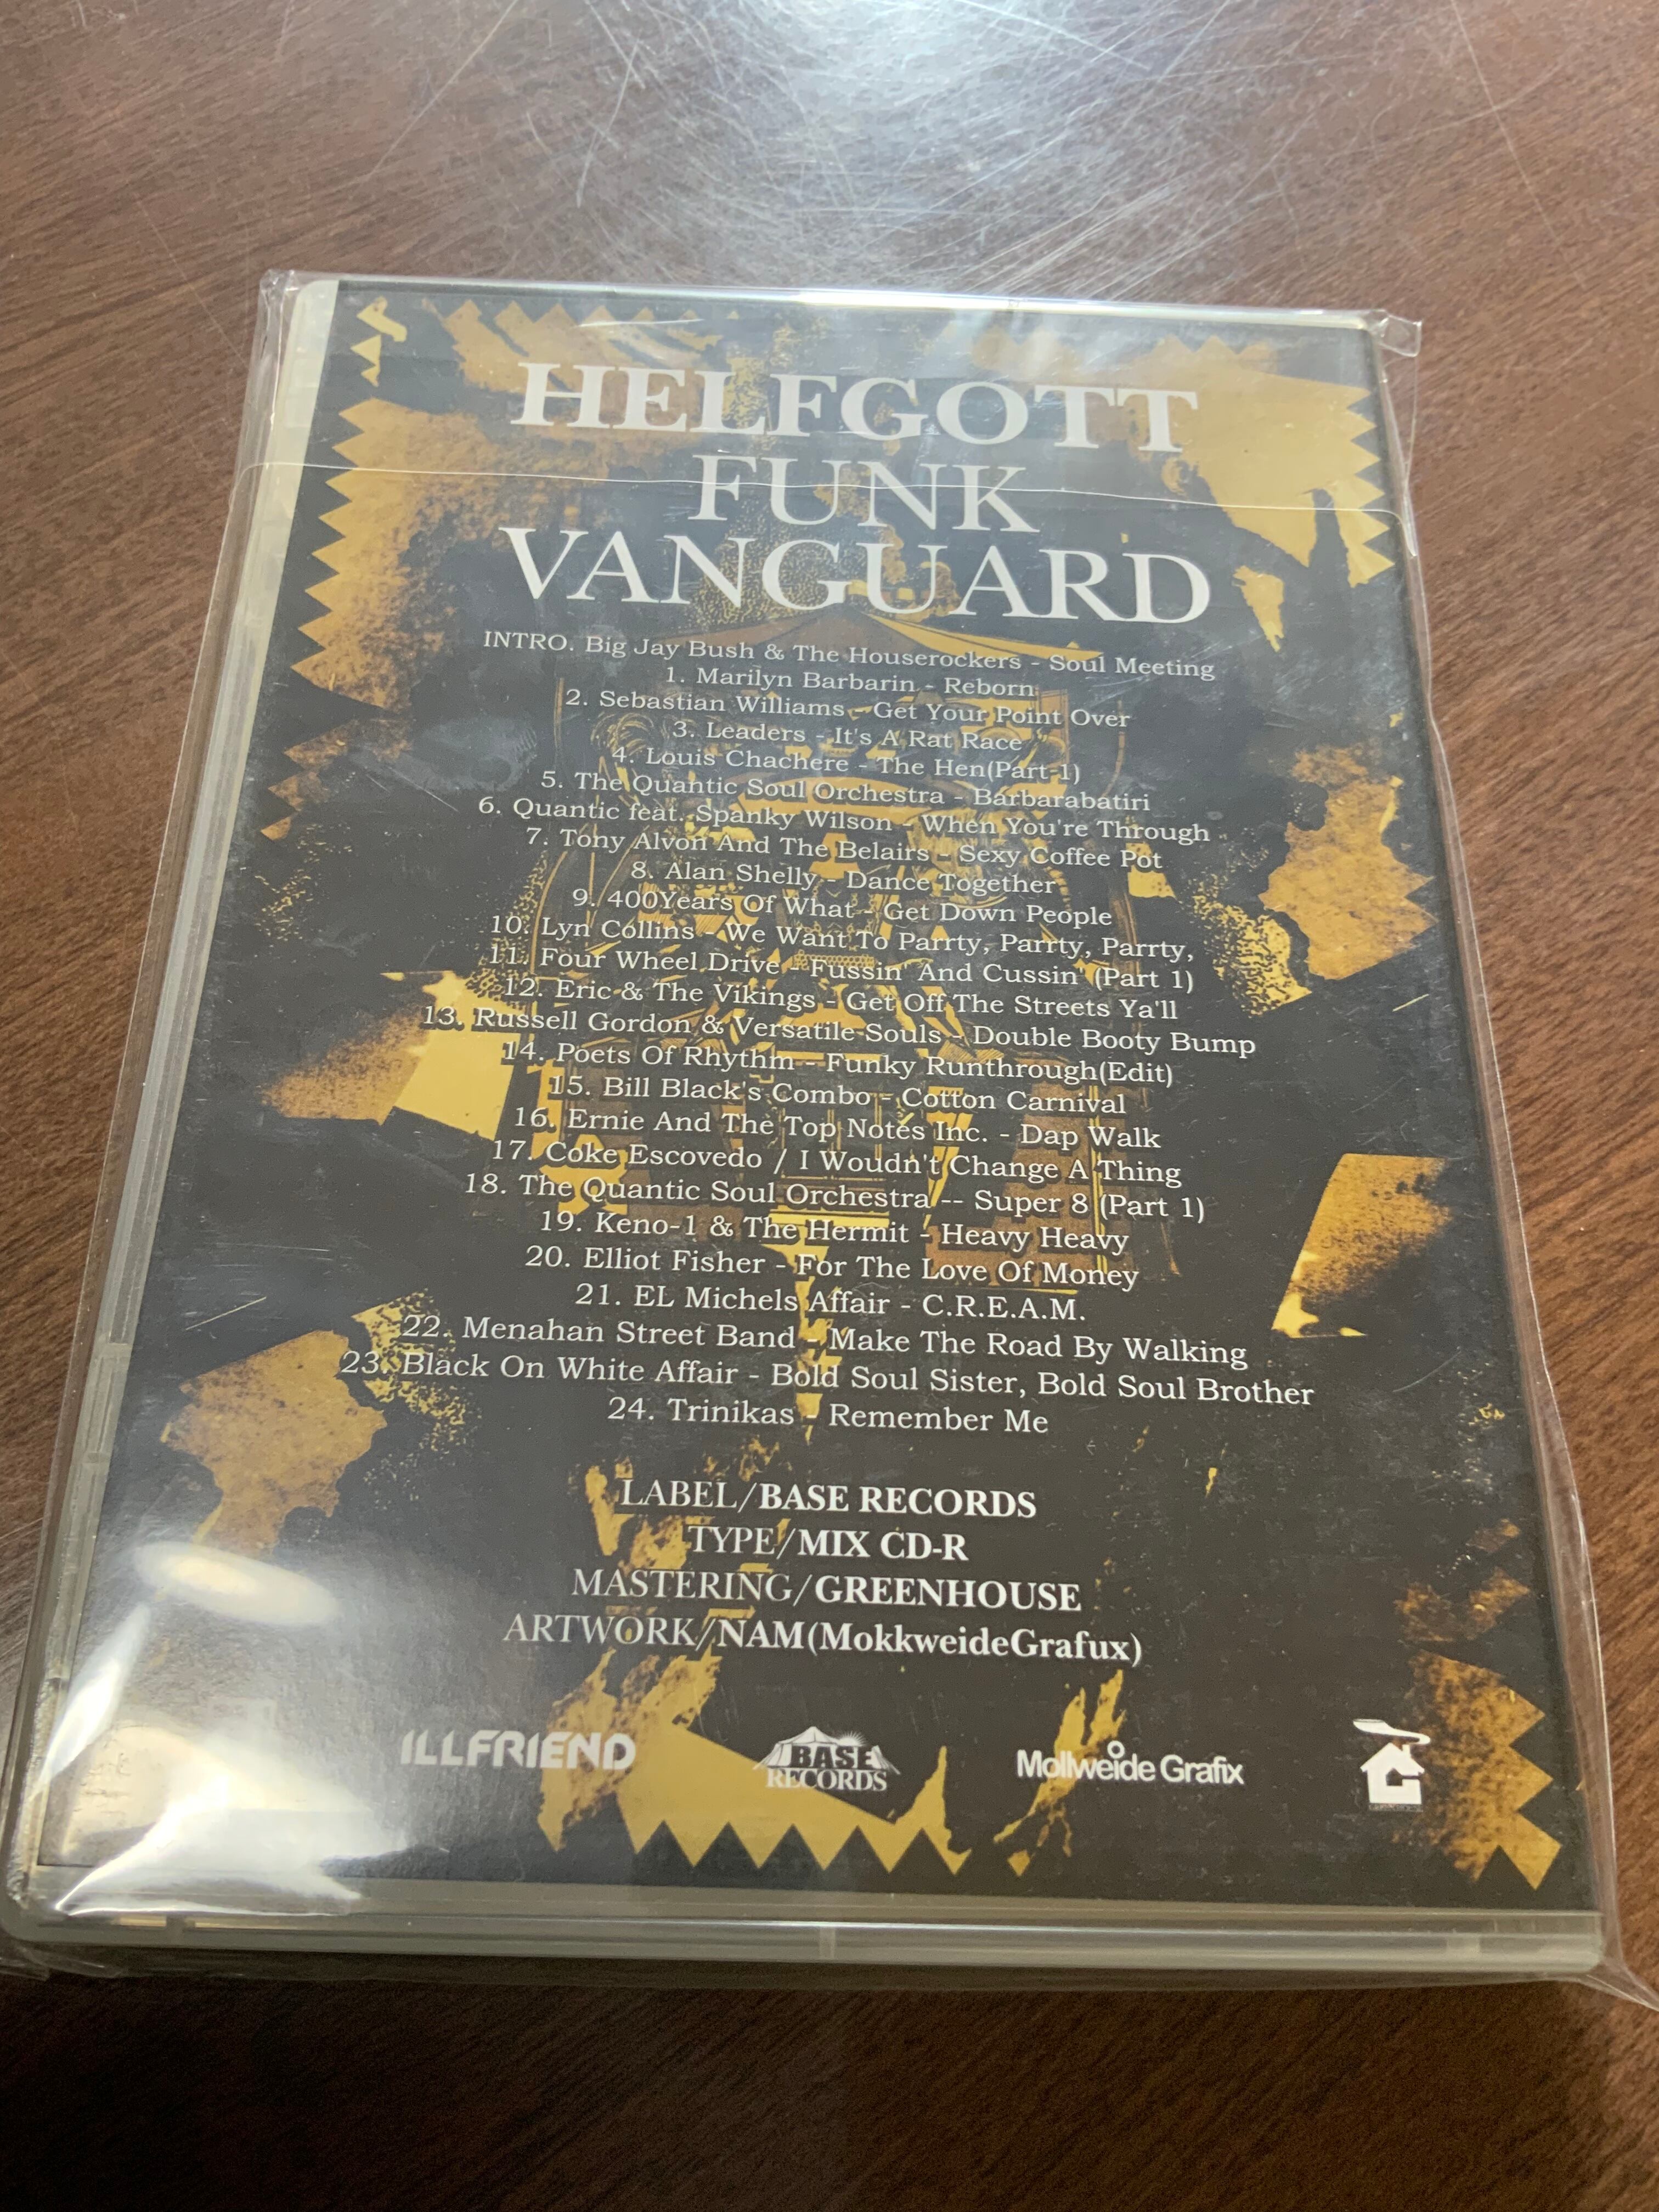 HELFGOTT
FUNK
VANGUARD
INTRO. Big Jay Bush & The Houserockers - Soul Meeting
1. Marilyn Barbarin - Reborn
2. Sebastian Williams - Get Your Point Over
3. Leaders - It's A Rat Race
4. Louis Chachere - The Hen(Part 1)
5. The Quantic Soul Orchestra - Barbarabatiri
6. Quantic feat. Spanky Wilson - When You're Through
7. Tony Alvon And The Belairs - Sexy Coffee Pot
8. Alan Shelly - Dance Together
9. 400Years Of What - Get Down People
10. Lyn Collins - We Want To Parrty, Parrty, Parrty,
11. Four Wheel Drive - Fussin' And Cussin' (Part 1)
12. Eric & The Vikings - Get Off The Streets Ya'll
13. Russell Gordon & Versatile Souls - Double Booty Bump
14. Poets Of Rhythm - Funky Runthrough(Edit)
15. Bill Black's Combo - Cotton Carnival
16. Ernie And The Top Notes Inc. - Dap Walk
17. Coke Escovedo / I Woudn't Change A Thing
18. The Quantic Soul Orchestra -- Super 8 (Part 1)
19. Keno-1 & The Hermit - Heavy Heavy
20. Elliot Fisher - For The Love Of Money
21. EL Michels Affair - C.R.E.A.M.
22. Menahan Street Band - Make The Road By Walking
23. Black On White Affair - Bold Soul Sister, Bold Soul Brother
24. Trinikas - Remember Me
LABEL/BASE RECORDS
TYPE/MIX CD-R
MASTERING/GREENHOUSE
ARTWORK/NAM(MokkweideGrafux)
ILLFRIEND
BASE
RECORDS
Mollweide Grafix